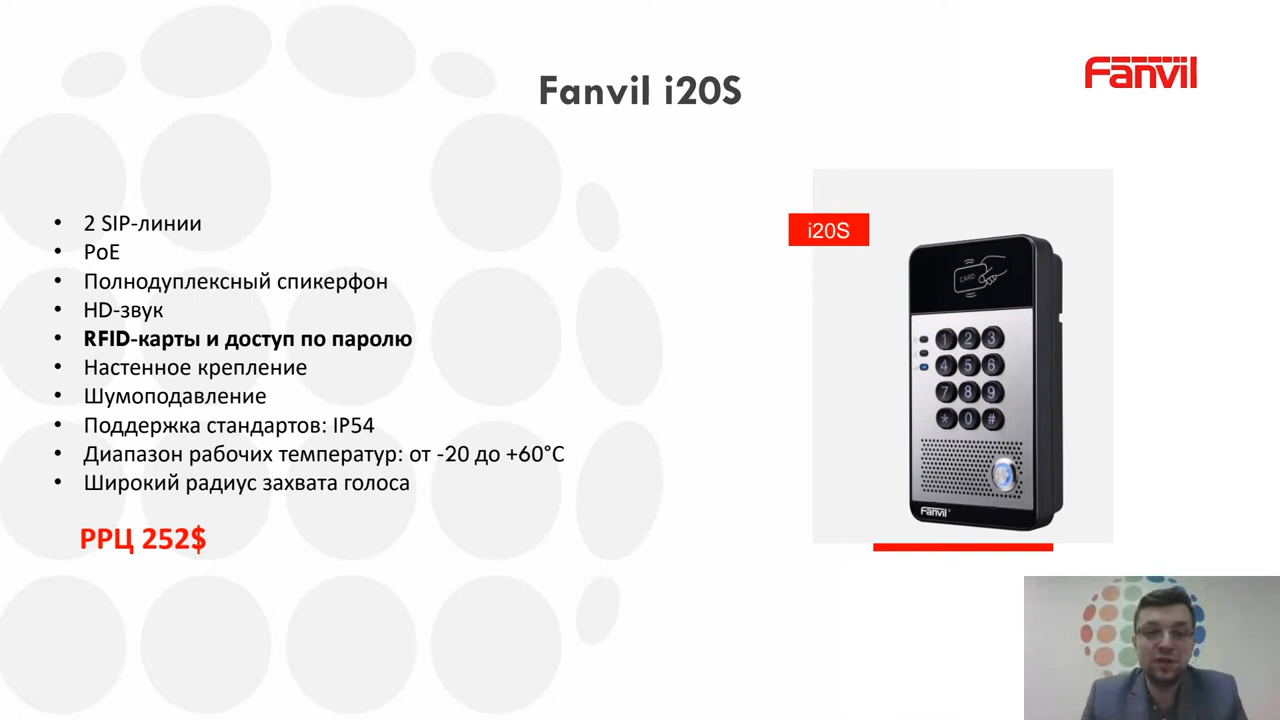 Fanvil i20S
Fanvil
• 2 SIP-линии
• PoE
• Полнодуплексный спикерфон
• HD-звук
• RFID-карты и доступ по паролю
• Настенное крепление
• Шумоподавление
• Поддержка стандартов: IP54
• Диапазон рабочих температур: от -20 до +60°C
• Широкий радиус захвата голоса
РРЦ 252$
i20S
CARD
1 2 3
4 5 6
7 8 9
* 0 #
Fanvil